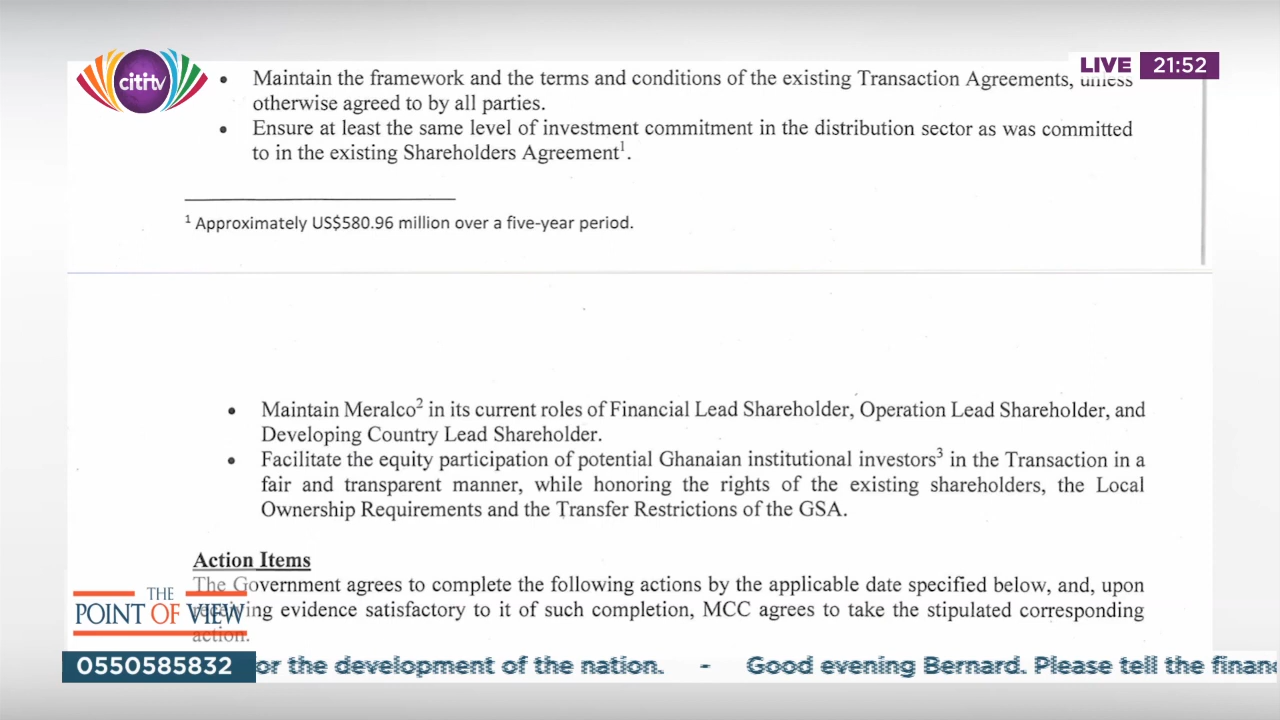 citi tv
LIVE 21:52
• Maintain the framework and the terms and conditions of the existing Transaction Agreements, unless
otherwise agreed to by all parties.
• Ensure at least the same level of investment commitment in the distribution sector as was committed
to in the existing Shareholders Agreement¹.
¹ Approximately US$580.96 million over a five-year period.
• Maintain Meralco² in its current roles of Financial Lead Shareholder, Operation Lead Shareholder, and
Developing Country Lead Shareholder.
• Facilitate the equity participation of potential Ghanaian institutional investors³ in the Transaction in a
fair and transparent manner, while honoring the rights of the existing shareholders, the Local
Ownership Requirements and the Transfer Restrictions of the GSA.
Action Items
The Government agrees to complete the following actions by the applicable date specified below, and, upon
receiving evidence satisfactory to it of such completion, MCC agrees to take the stipulated corresponding
action.
THE
POINT OF VIEW
0550585832 or the development of the nation. - Good evening Bernard. Please tell the finan